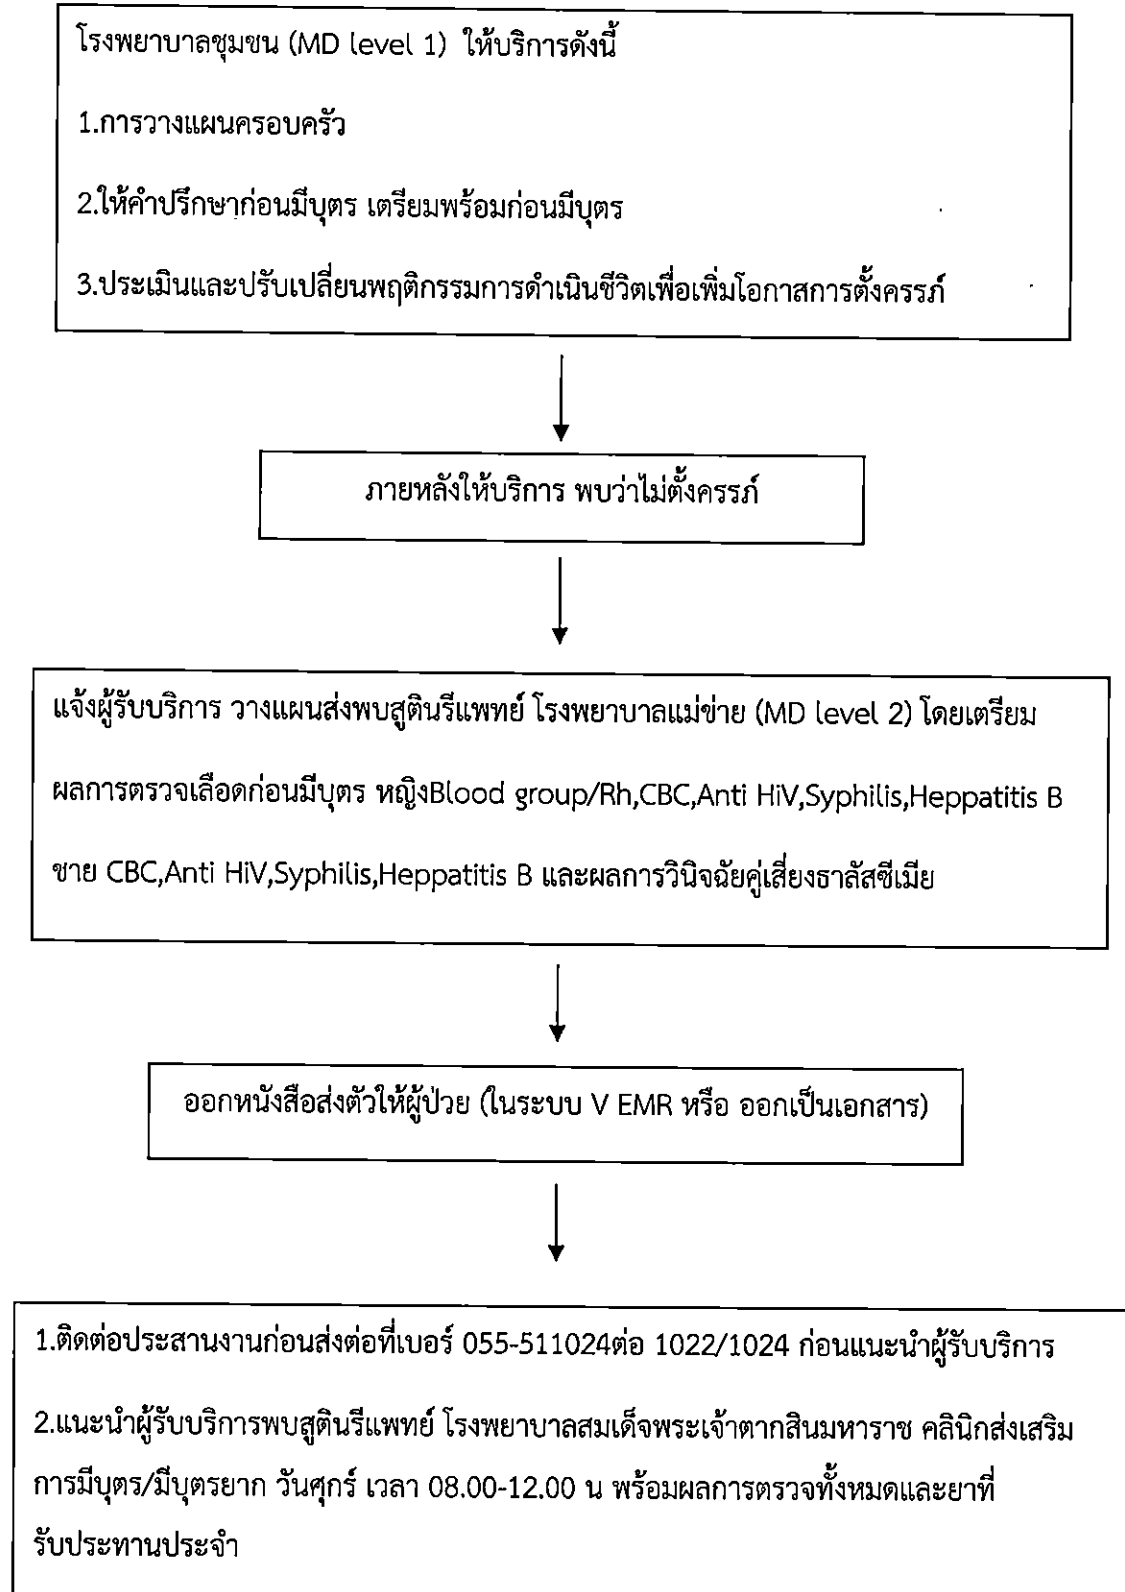 โรงพยาบาลชุมชน (MD level 1) ให้บริการดังนี้
1.การวางแผนครอบครัว
2.ให้คำปรึกษาก่อนมีบุตร เตรียมพร้อมก่อนมีบุตร
3.ประเมินและปรับเปลี่ยนพฤติกรรมการดำเนินชีวิตเพื่อเพิ่มโอกาสการตั้งครรภ์
ภายหลังให้บริการ พบว่าไม่ตั้งครรภ์
แจ้งผู้รับบริการ วางแผนส่งพบสูตินรีแพทย์ โรงพยาบาลแม่ข่าย (MD level 2) โดยเตรียม
ผลการตรวจเลือดก่อนมีบุตร หญิงBlood group/Rh,CBC,Anti HiV,Syphilis,Heppatitis B
ชาย CBC,Anti HiV,Syphilis,Heppatitis B และผลการวินิจฉัยคู่เสี่ยงธาลัสซีเมีย
ออกหนังสือส่งตัวให้ผู้ป่วย (ในระบบ V EMR หรือ ออกเป็นเอกสาร)
1.ติดต่อประสานงานก่อนส่งต่อที่เบอร์ 055-511024ต่อ 1022/1024 ก่อนแนะนำผู้รับบริการ
2.แนะนำผู้รับบริการพบสูตินรีแพทย์ โรงพยาบาลสมเด็จพระเจ้าตากสินมหาราช คลินิกส่งเสริม
การมีบุตร/มีบุตรยาก วันศุกร์ เวลา 08.00-12.00 น พร้อมผลการตรวจทั้งหมดและยาที่
รับประทานประจำ